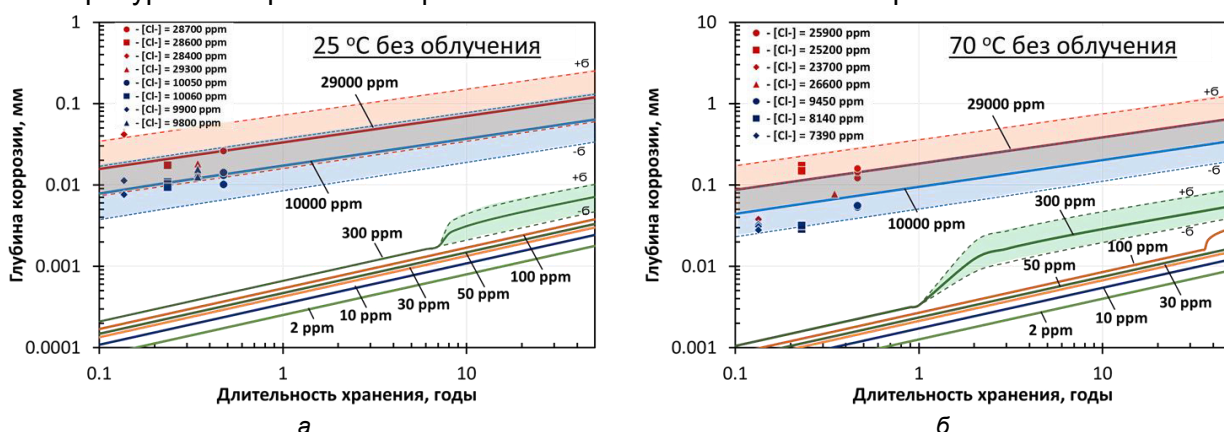 - [Cl-] = 28700 ppm
- [Cl-] = 28600 ppm
- [Cl-] = 28400 ppm
- [Cl-] = 29300 ppm
- [Cl-] = 10050 ppm
- [Cl-] = 10060 ppm
- [Cl-] = 9900 ppm
- [Cl-] = 9800 ppm
25 °C без облучения
29000 ppm
+б
-б
10000 ppm
300 ppm
+б
-б
100 ppm
50 ppm
30 ppm
10 ppm
2 ppm
Глубина коррозии, мм
1
0.1
0.01
0.001
0.0001
0.1
1
10
Длительность хранения, годы
а
- [Cl-] = 25900 ppm
- [Cl-] = 25200 ppm
- [Cl-] = 23700 ppm
- [Cl-] = 26600 ppm
- [Cl-] = 9450 ppm
- [Cl-] = 8140 ppm
- [Cl-] = 7390 ppm
70 °C без облучения
29000 ppm
+б
-б
10000 ppm
300 ppm
+б
-б
100 ppm
50 ppm
30 ppm
10 ppm
2 ppm
Глубина коррозии, мм
10
1
0.1
0.01
0.001
0.1
1
10
Длительность хранения, годы
б